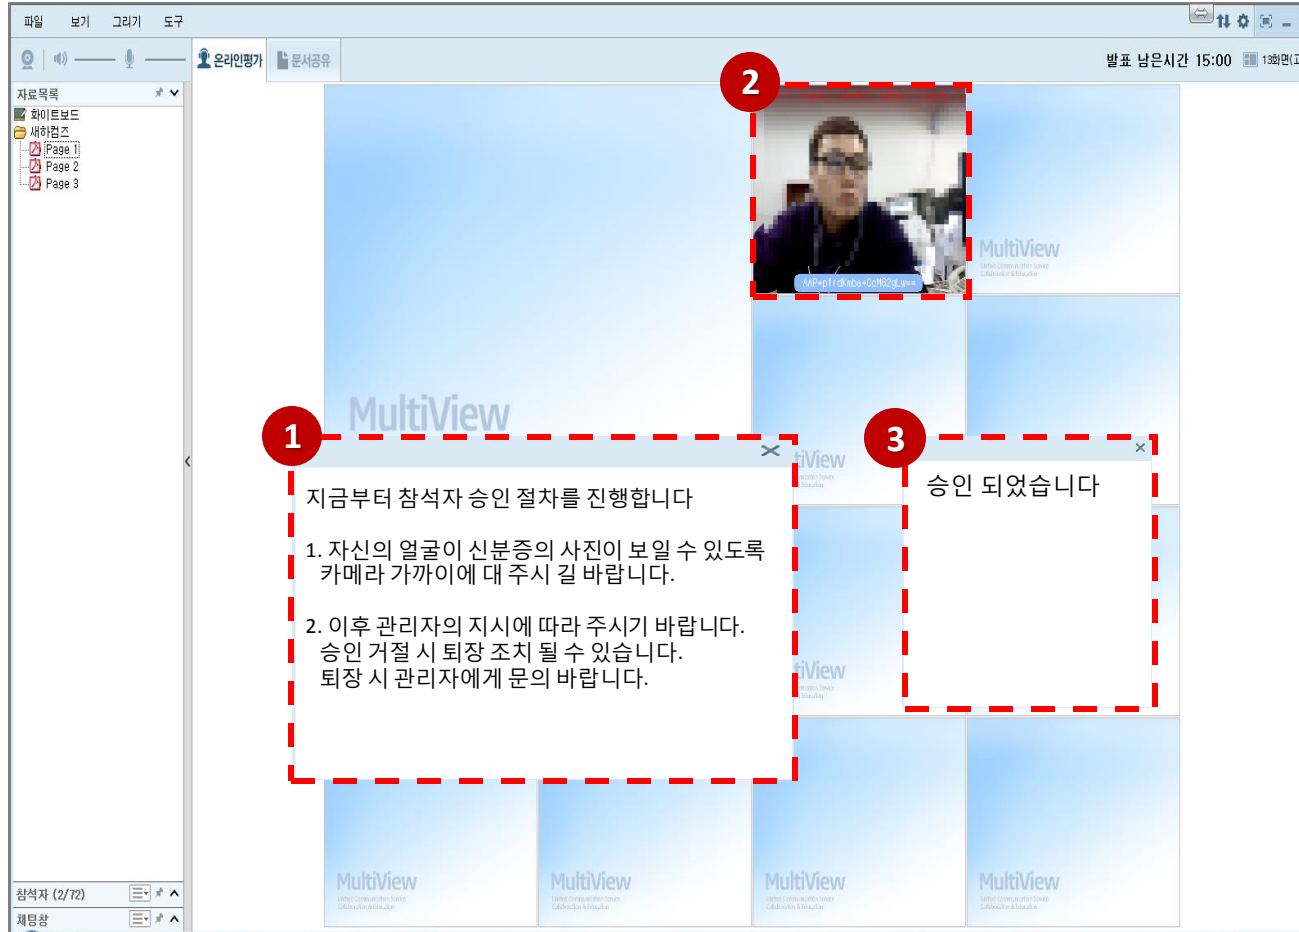 파일 보기 그리기 도구
온라인평가 문서공유
발표 남은시간 15:00
자료목록
화이트보드
새하컴즈
Page 1
Page 2
Page 3
2
MultiView
MultiView
1
3
지금부터 참석자 승인 절차를 진행합니다
1. 자신의 얼굴이 신분증의 사진이 보일 수 있도록
카메라 가까이에 대 주시 길 바랍니다.
2. 이후 관리자의 지시에 따라 주시기 바랍니다.
승인 거절 시 퇴장 조치 될 수 있습니다.
퇴장 시 관리자에게 문의 바랍니다.
tiView
승인 되었습니다
tiView
MultiView MultiView MultiView MultiView
참석자 (2/72)
채팅창